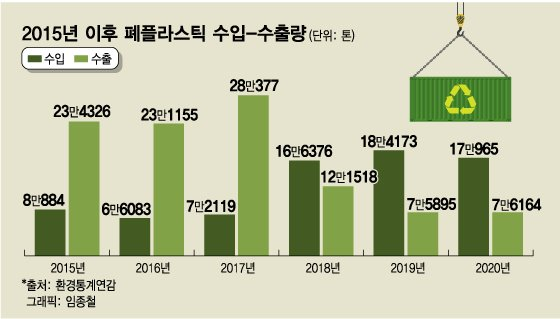 2015년 이후 폐플라스틱 수입-수출량(단위: 톤)
수입 수출
8만884 23만4326 6만6083 23만1155 7만2119 28만377 16만6376 12만1518 18만4173 7만5895 17만965 7만6164
2015년 2016년 2017년 2018년 2019년 2020년
*출처: 환경통계연감
그래픽: 임종철